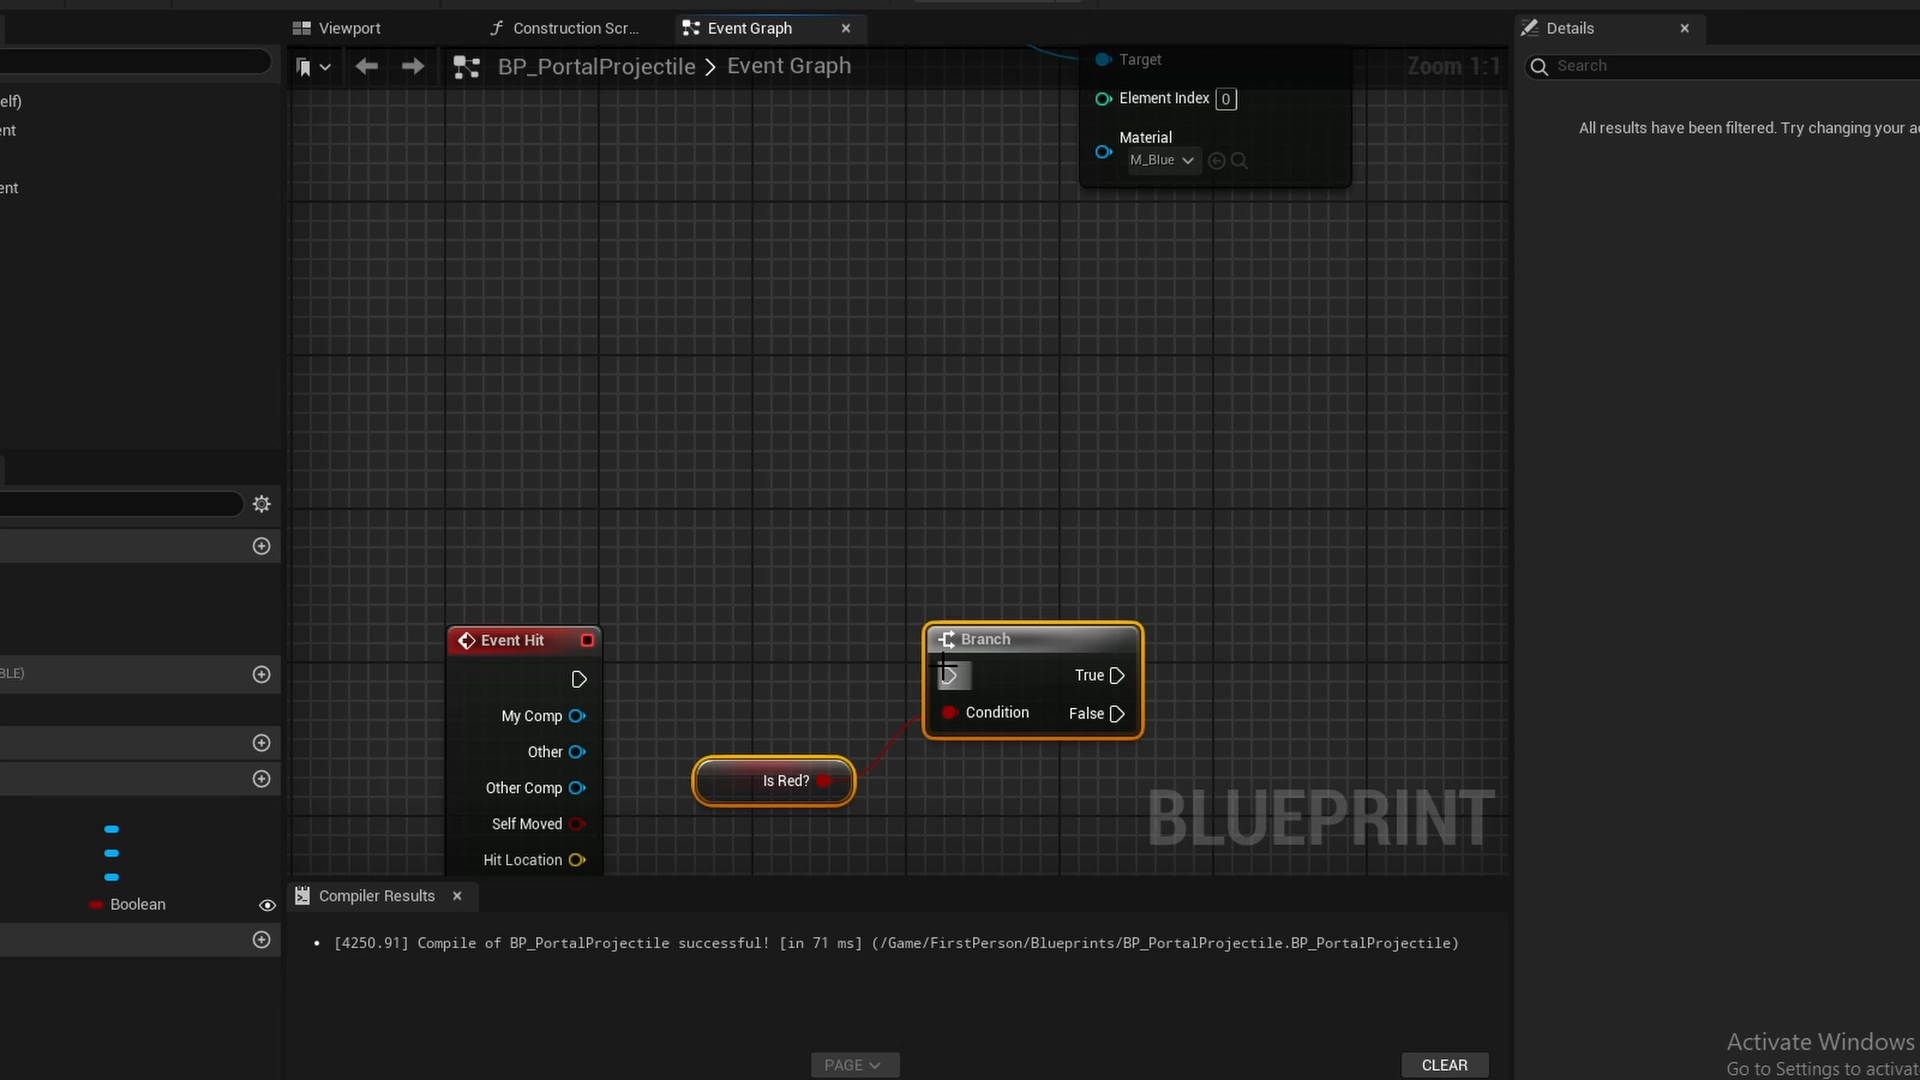 Viewport
Construction Scr...
Event Graph
Details
BP_PortalProjectile > Event Graph
Zoom 1:1
Search
Target
Element Index 0
Material
M_Blue
elf)
ent
ent
All results have been filtered. Try changing your a
BLE)
Boolean
Event Hit
My Comp
Other
Other Comp
Self Moved
Hit Location
Is Red?
Branch
True
Condition
False
BLUEPRINT
Compiler Results
[4250.91] Compile of BP_PortalProjectile successful! [in 71 ms] (/Game/FirstPerson/Blueprints/BP_PortalProjectile.BP_PortalProjectile)
PAGE
CLEAR
Activate Windows
Go to Settings to activat